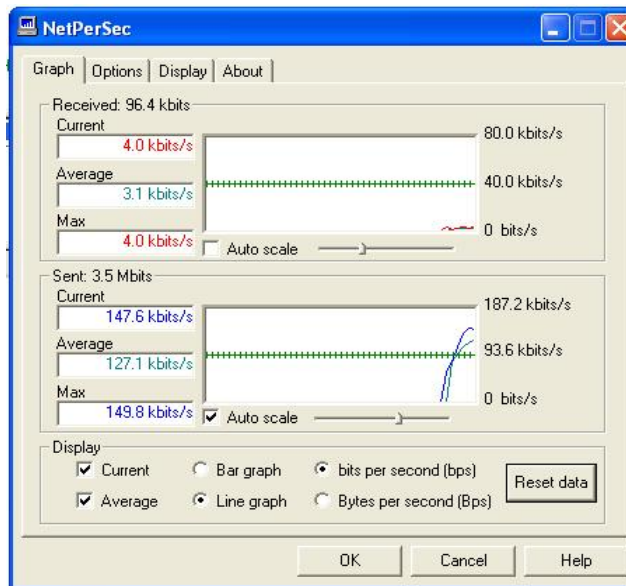 NetPerSec
Graph Options Display About
Received: 96.4 kbits
Current
4.0 kbits/s
Average
3.1 kbits/s
Max
4.0 kbits/s
80.0 kbits/s
40.0 kbits/s
0 bits/s
Auto scale
Sent: 3.5 Mbits
Current
147.6 kbits/s
Average
127.1 kbits/s
Max
149.8 kbits/s
187.2 kbits/s
93.6 kbits/s
0 bits/s
Auto scale
Display
Current Bar graph bits per second (bps)
Average Line graph Bytes per second (Bps)
Reset data
OK Cancel Help